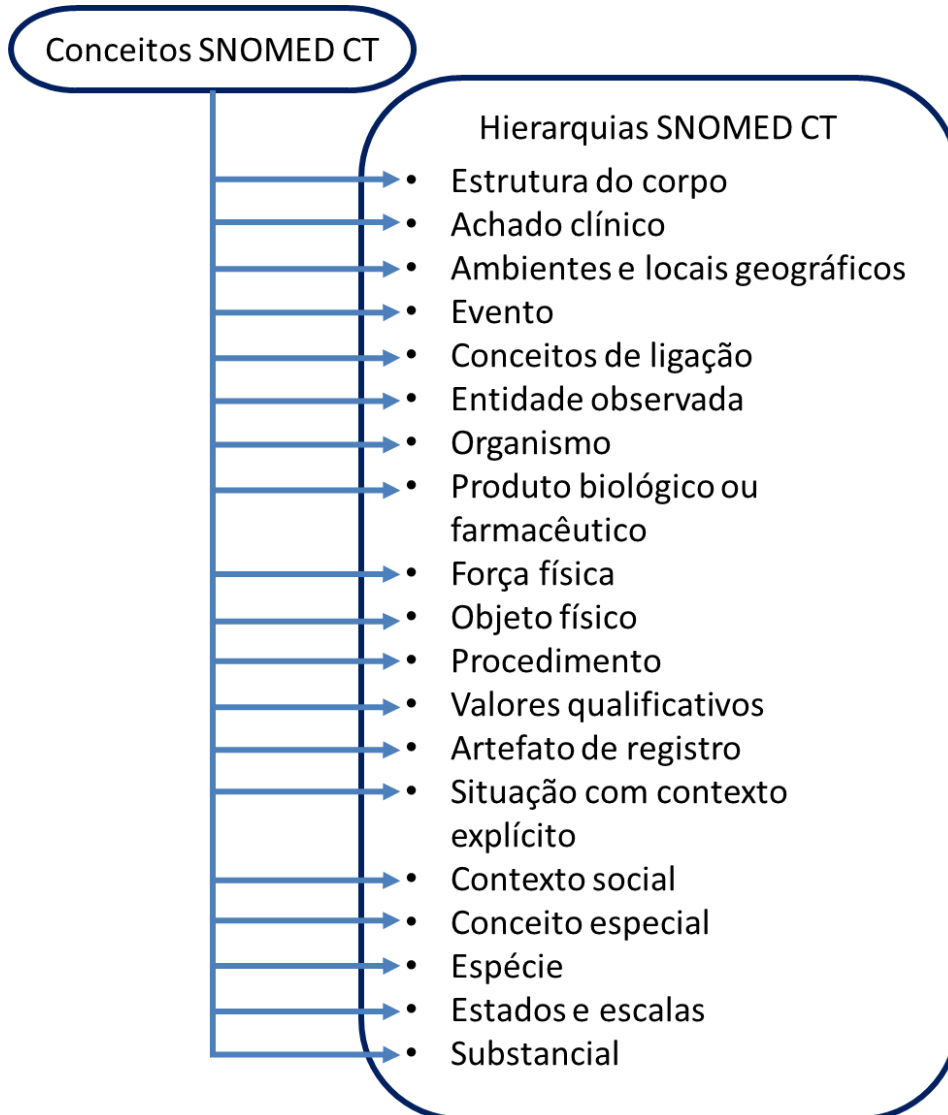 Conceitos SNOMED CT
Hierarquias SNOMED CT
• Estrutura do corpo
• Achado clínico
• Ambientes e locais geográficos
• Evento
• Conceitos de ligação
• Entidade observada
• Organismo
• Produto biológico ou
farmacêutico
• Força física
• Objeto físico
• Procedimento
• Valores qualificativos
• Artefato de registro
• Situação com contexto
explícito
• Contexto social
• Conceito especial
• Espécie
• Estados e escalas
• Substancial